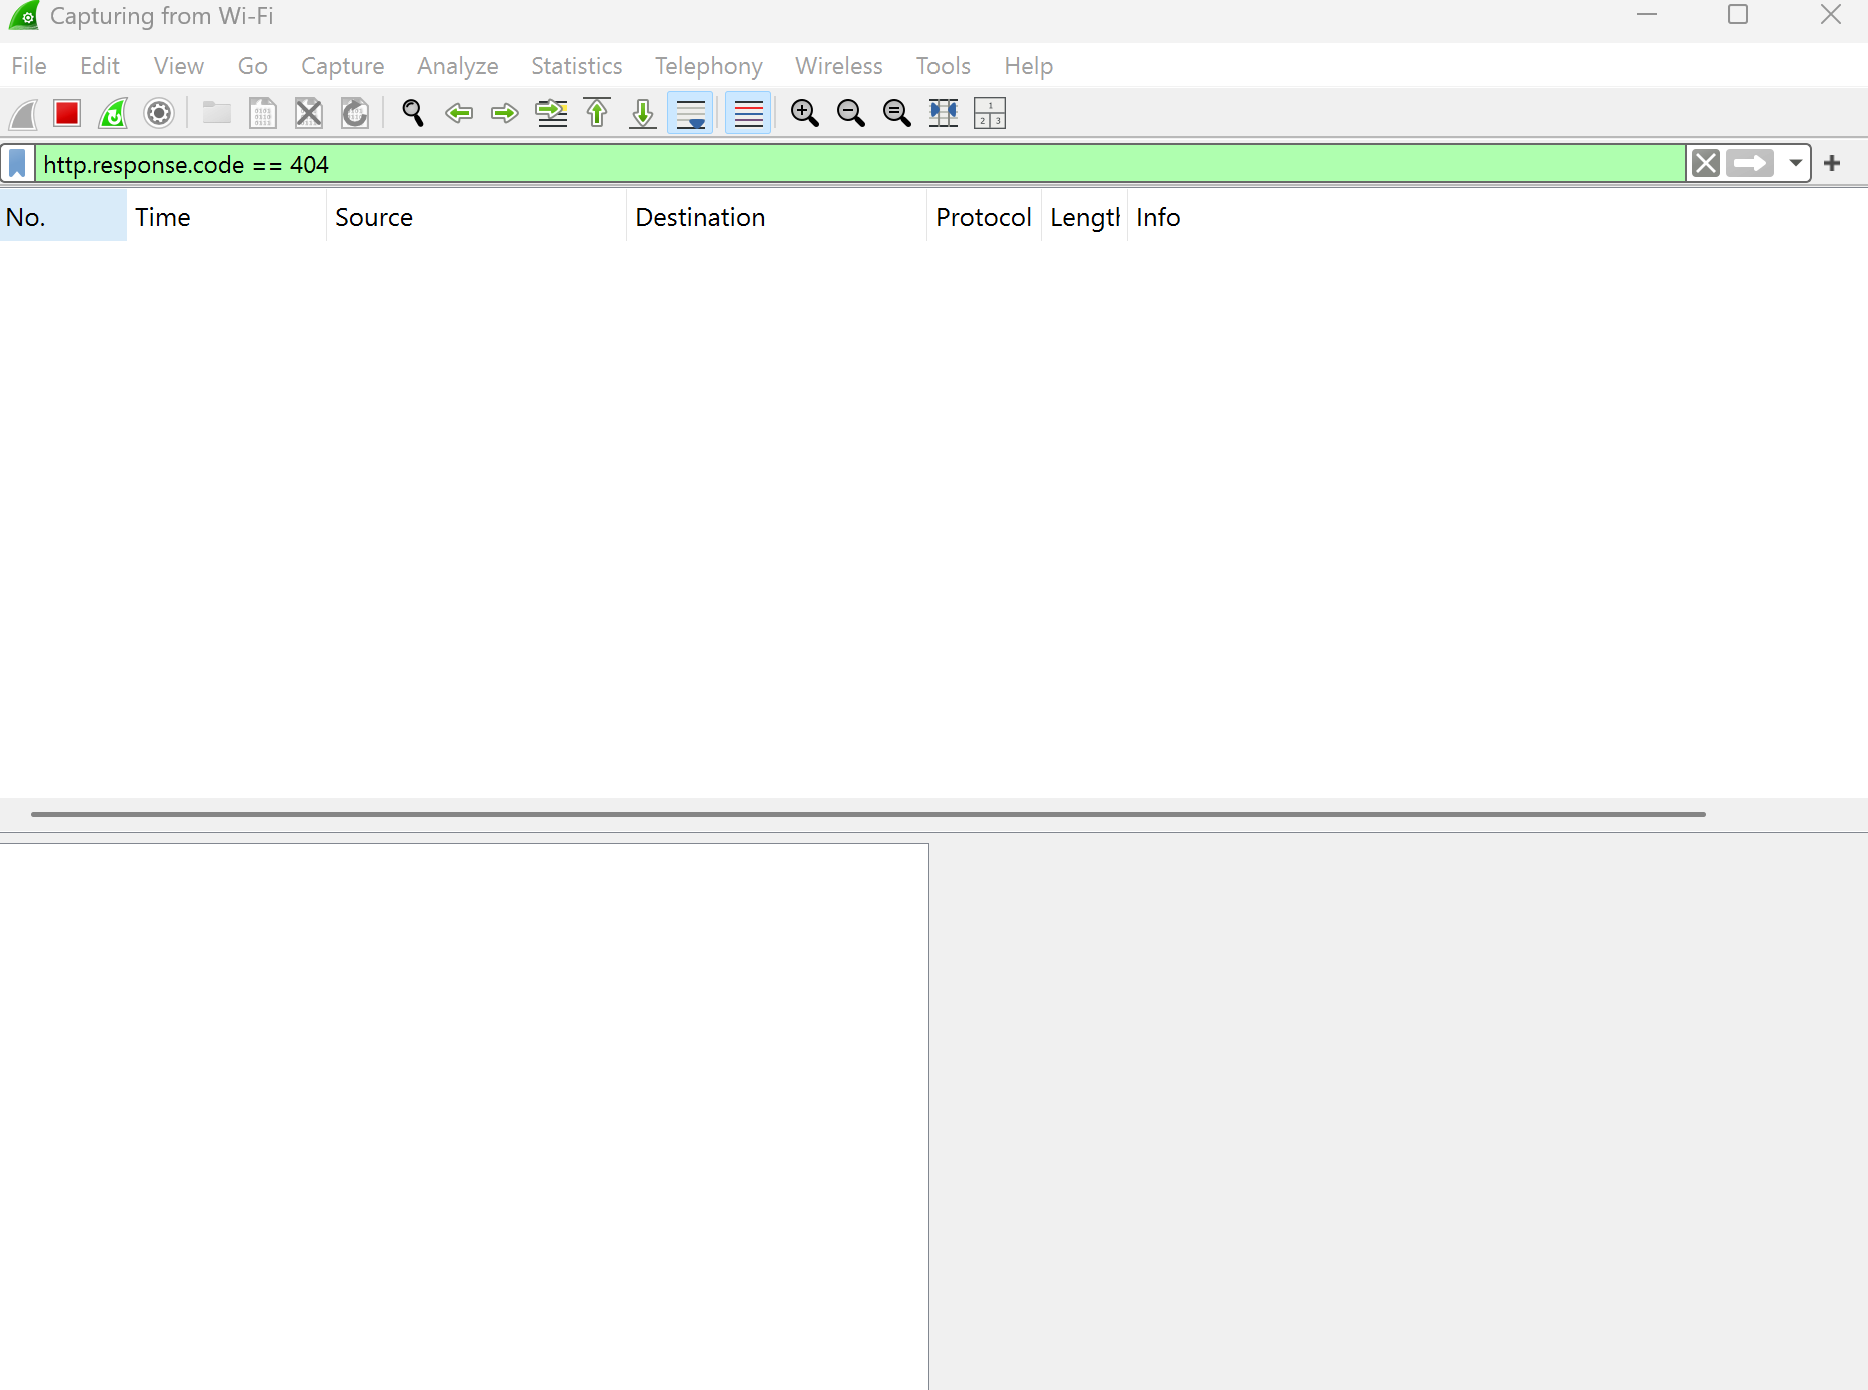 Capturing from Wi-Fi
File Edit View Go Capture Analyze Statistics Telephony Wireless Tools Help
http.response.code == 404
No. Time Source Destination Protocol Length Info